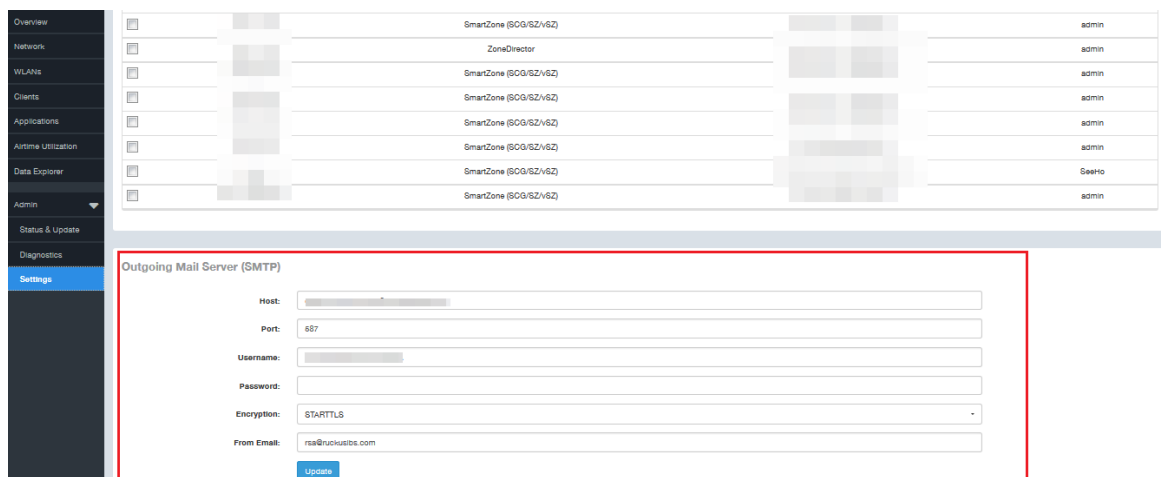 Overview
SmartZone (SCG/SZ/vSZ) admin
Network
ZoneDirector admin
WLANs
SmartZone (SCG/SZ/vSZ) admin
Clients
SmartZone (SCG/SZ/vSZ) admin
Applications
SmartZone (SCG/SZ/vSZ) admin
Airtime Utilization
SmartZone (SCG/SZ/vSZ) admin
Data Explorer
SmartZone (SCG/SZ/vSZ) SeeHo
SmartZone (SCG/SZ/vSZ) admin
Admin
Status & Update
Diagnostics
Settings
Outgoing Mail Server (SMTP)
Host:
Port: 587
Username:
Password:
Encryption: STARTTLS
From Email: rsa@ruckuslbs.com
Update